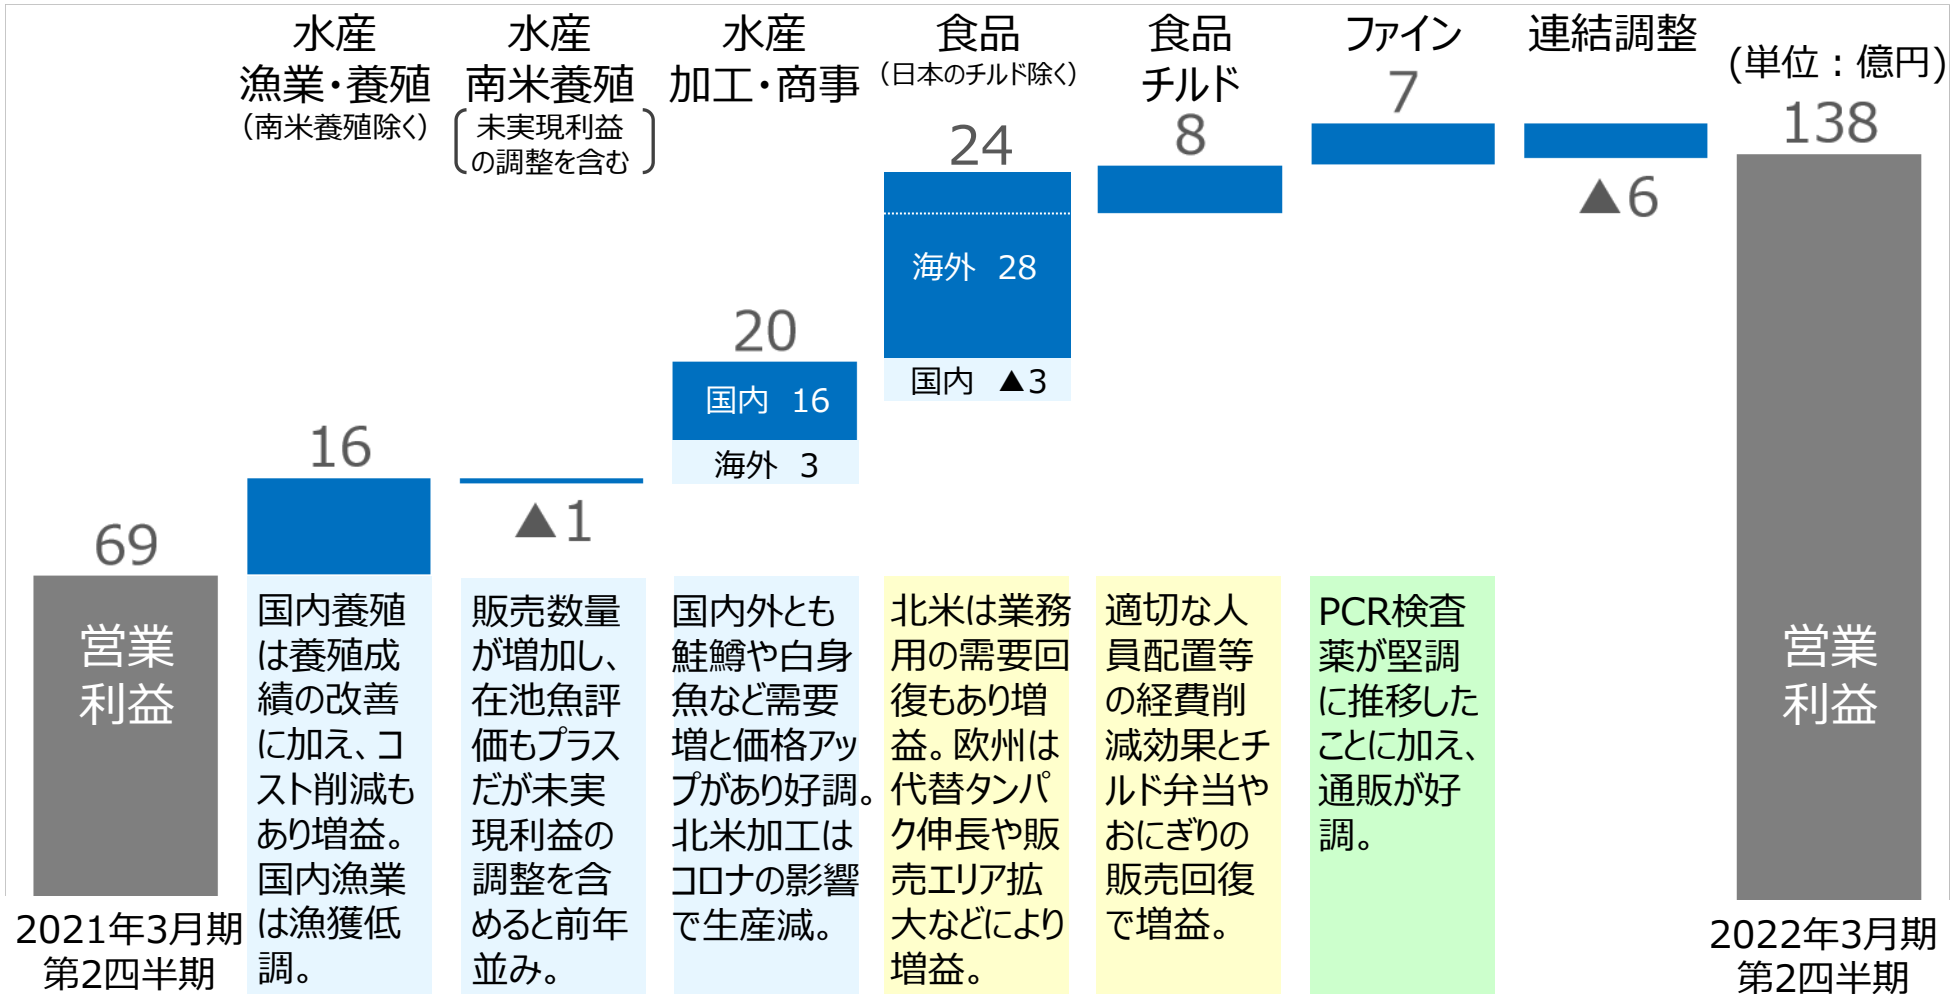 水産
漁業・養殖
（南米養殖除く）
水産
南米養殖
未実現利益
の調整を含む
水産
加工・商事
食品
（日本のチルド除く）
食品
チルド
ファイン
連結調整
(単位：億円)
69
16
▲1
20
24
8
7
▲6
138
国内 16
海外 3
海外 28
国内 ▲3
営業
利益
国内養殖
は養殖成
績の改善
に加え、コ
スト削減も
あり増益。
国内漁業
は漁獲低
調。
販売数量
が増加し、
在池魚評
価もプラス
だが未実
現利益の
調整を含
めると前年
並み。
国内外とも
鮭鱒や白身
魚など需要
増と価格アッ
プがあり好調。
北米加工は
コロナの影響
で生産減。
北米は業務
用の需要回
復もあり増
益。欧州は
代替タンパ
ク伸長や販
売エリア拡
大などにより
増益。
適切な人
員配置等
の経費削
減効果とチ
ルド弁当や
おにぎりの
販売回復
で増益。
PCR検査
薬が堅調
に推移した
ことに加え、
通販が好
調。
営業
利益
2021年3月期
第2四半期
2022年3月期
第2四半期